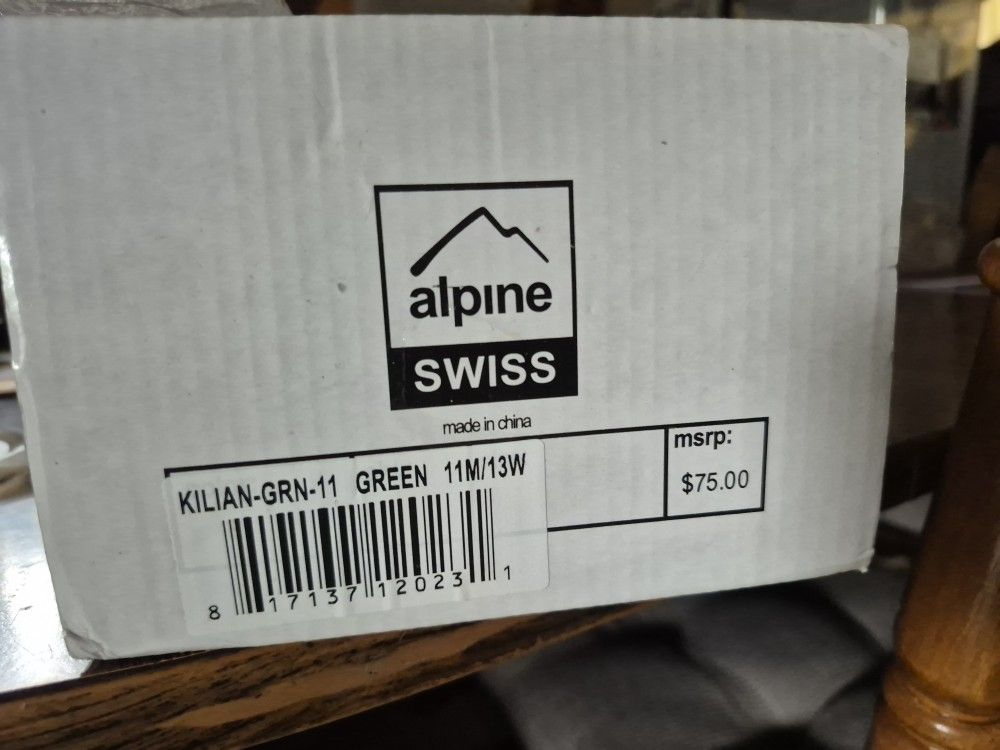 alpine
SWISS
made in china
msrp:
$75.00
KILIAN-GRN-11 GREEN 11M/13W
8 17137 12023 1